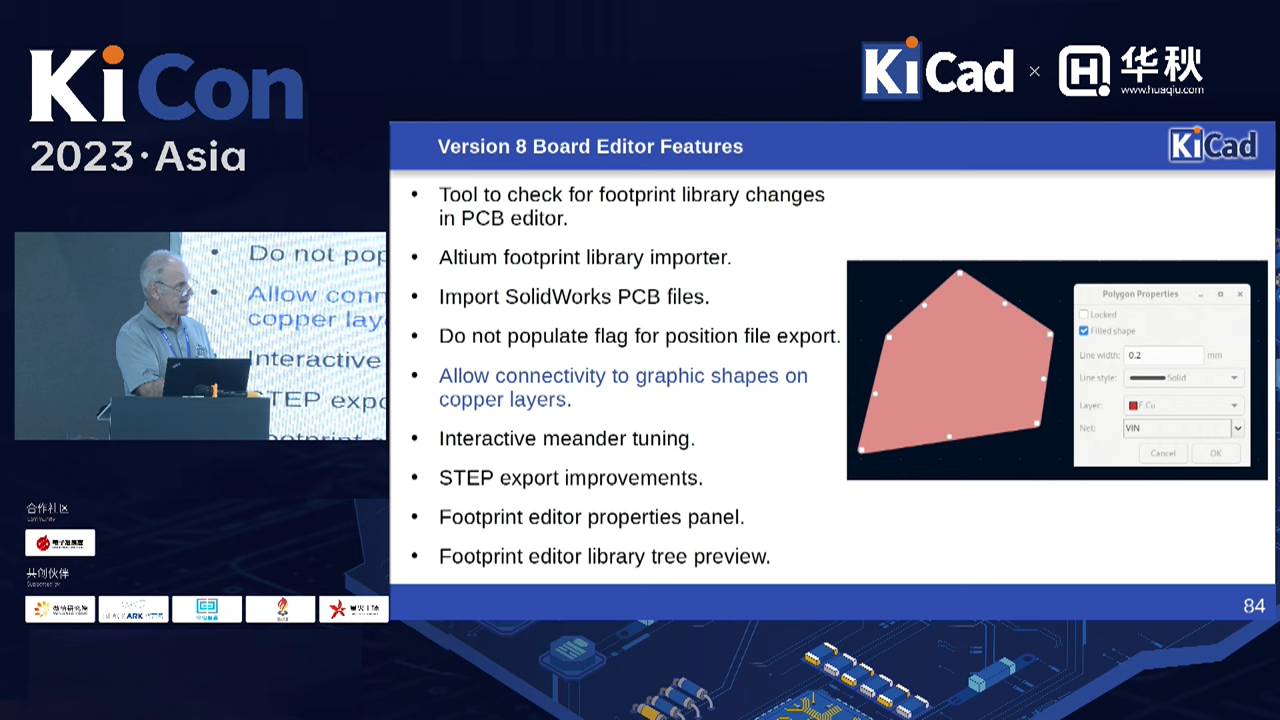 KiCon
2023·Asia
KiCad × H 华秋
www.huaqiu.com
Version 8 Board Editor Features
KiCad
• Tool to check for footprint library changes
in PCB editor.
• Altium footprint library importer.
• Import SolidWorks PCB files.
• Do not populate flag for position file export.
• Allow connectivity to graphic shapes on
copper layers.
• Interactive meander tuning.
• STEP export improvements.
• Footprint editor properties panel.
• Footprint editor library tree preview.
Polygon Properties
Locked
Filled shape
Line width: 0.2 mm
Line style: Solid
Layer: F.Cu
Net: VIN
Cancel OK
84
• Do not pop
• Allow conn
copper lay
Interactive
STEP expo
合作社区
Community
共创伙伴
Supported by